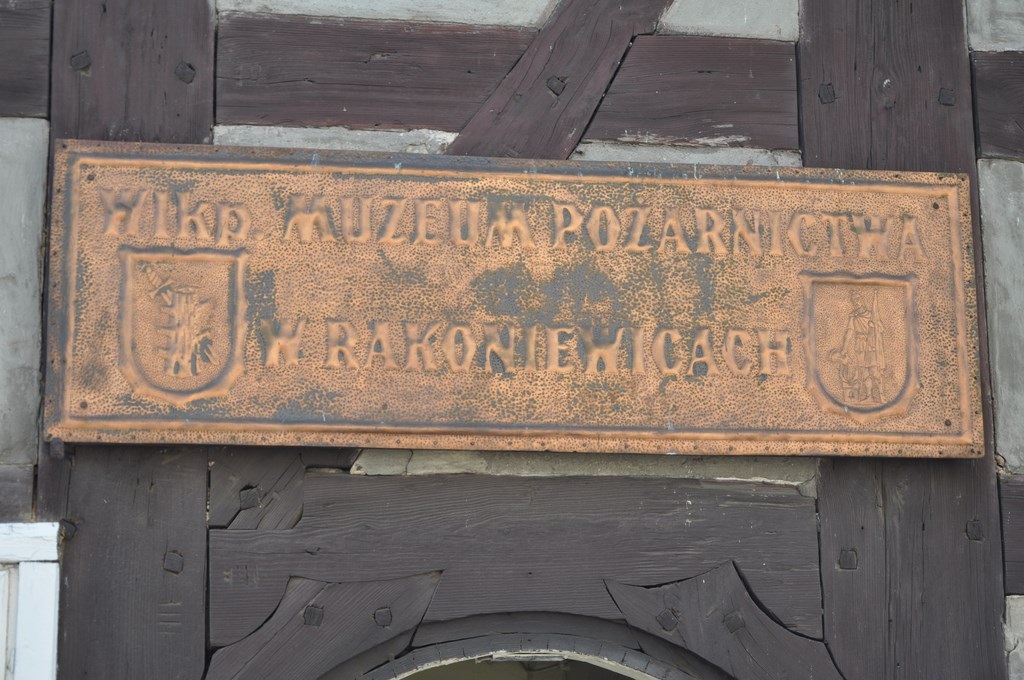 WlKp. MUZEUM POŻARNICTWA
W RAKONIEWICACH